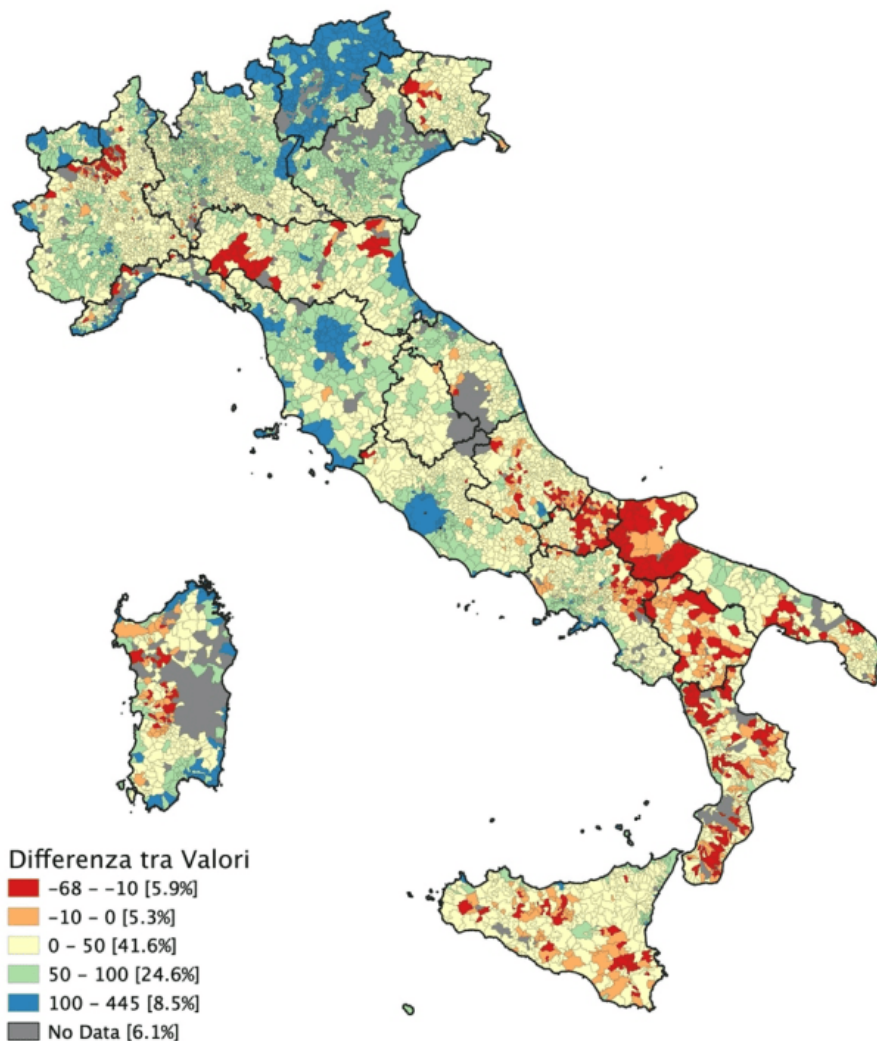 Differenza tra Valori
-68 - -10 [5.9%]
-10 - 0 [5.3%]
0 - 50 [41.6%]
50 - 100 [24.6%]
100 - 445 [8.5%]
No Data [6.1%]